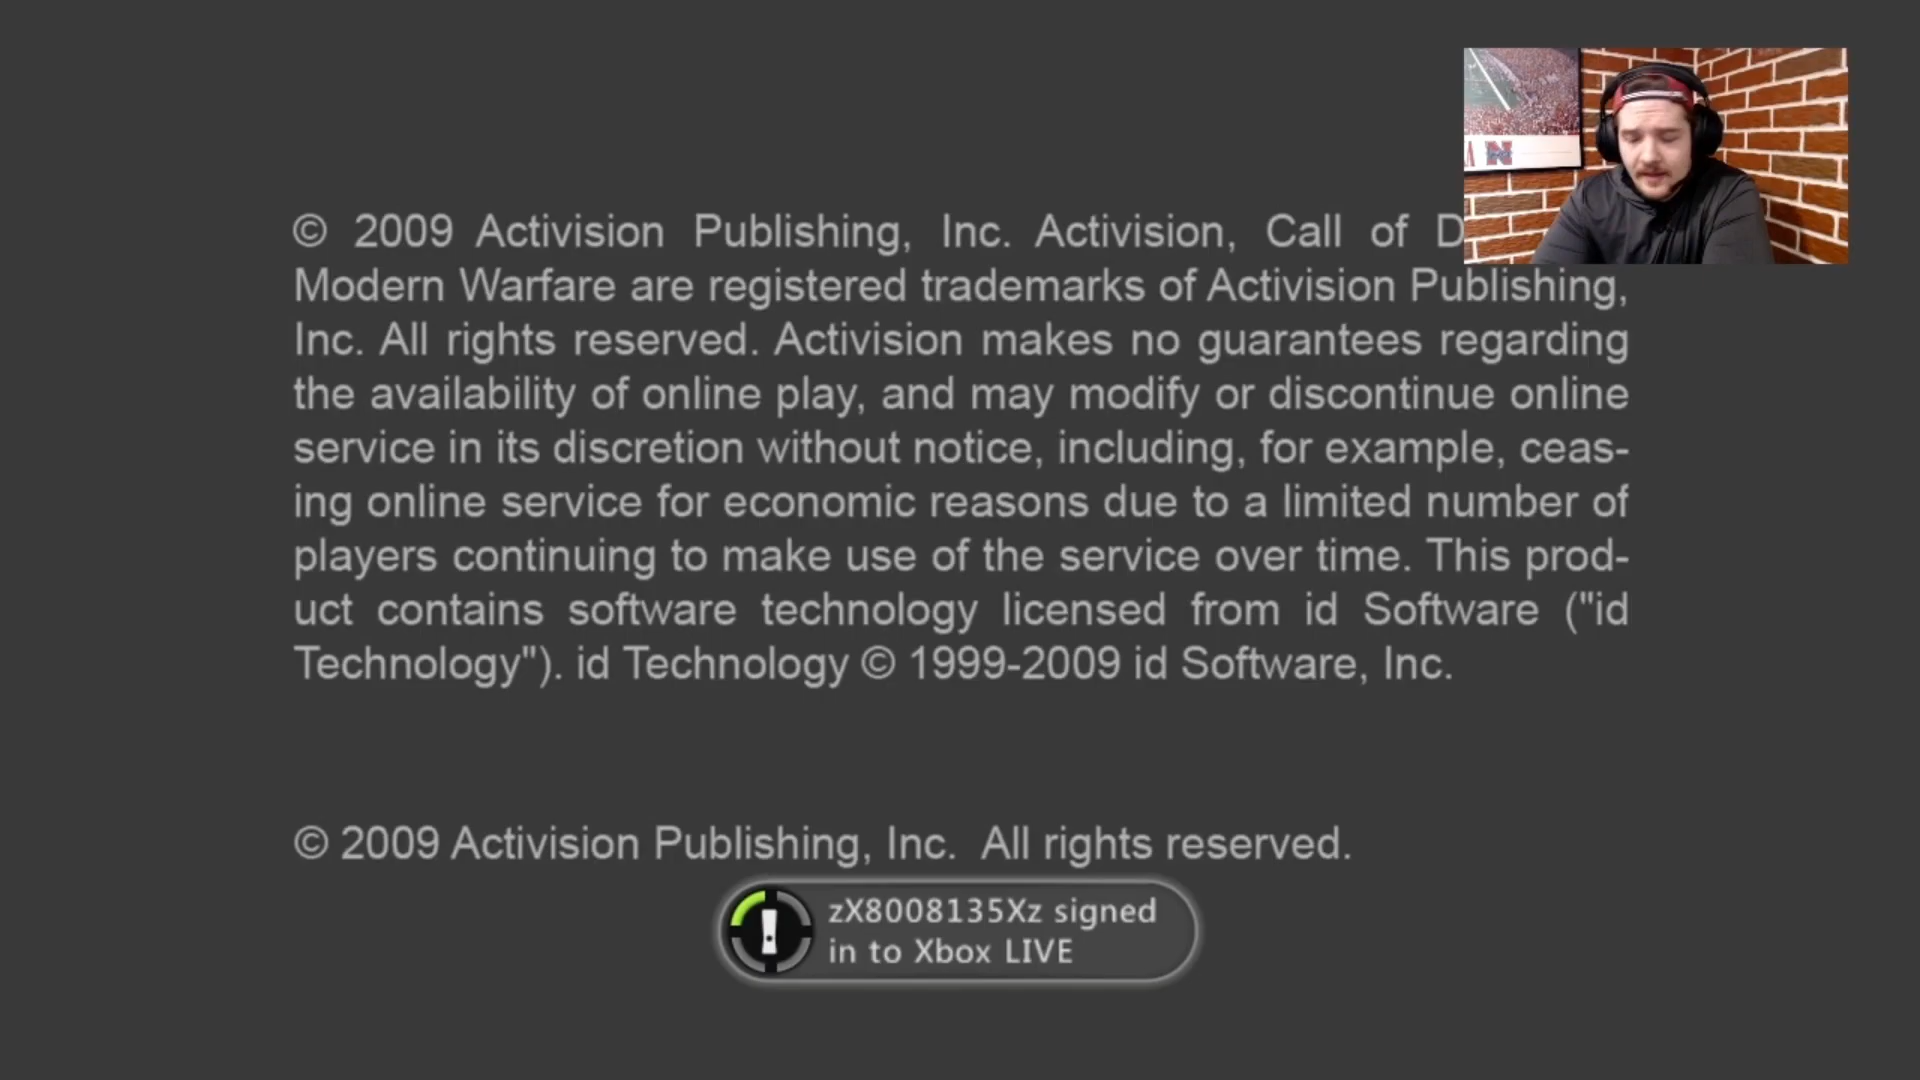 © 2009 Activision Publishing, Inc. Activision, Call of
Modern Warfare are registered trademarks of Activision Publishing,
Inc. All rights reserved. Activision makes no guarantees regarding
the availability of online play, and may modify or discontinue online
service in its discretion without notice, including, for example, ceas-
ing online service for economic reasons due to a limited number of
players continuing to make use of the service over time. This prod-
uct contains software technology licensed from id Software ("id
Technology"). id Technology © 1999-2009 id Software, Inc.
© 2009 Activision Publishing, Inc. All rights reserved.
zX8008135Xz signed
in to Xbox LIVE
N